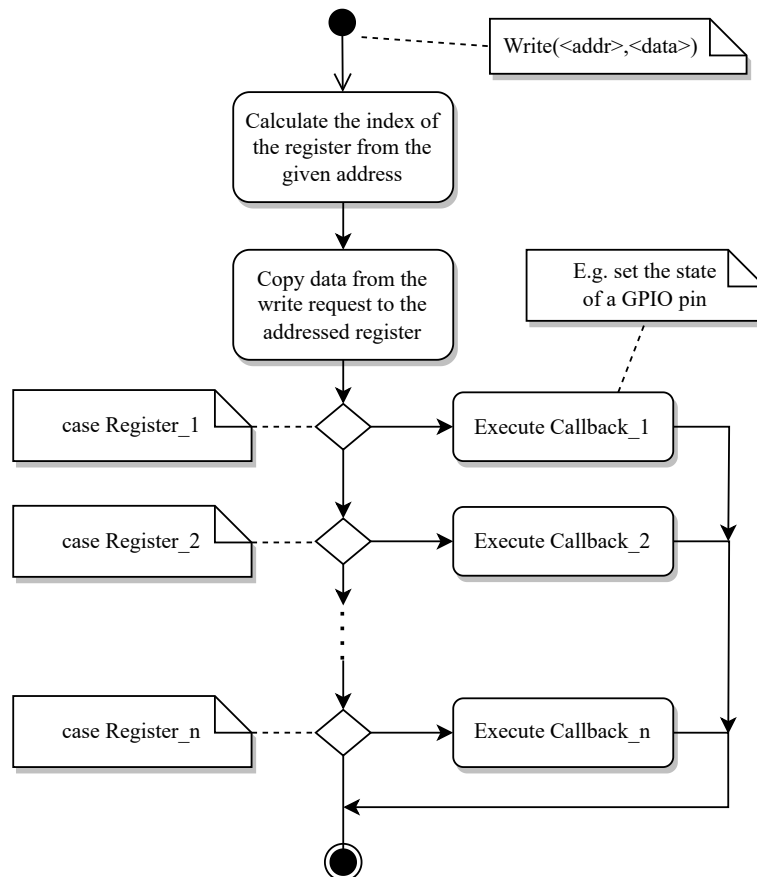 Write(<addr>,<data>)
Calculate the index of
the register from the
given address
Copy data from the
write request to the
addressed register
E.g. set the state
of a GPIO pin
case Register_1
Execute Callback_1
case Register_2
Execute Callback_2
case Register_n
Execute Callback_n